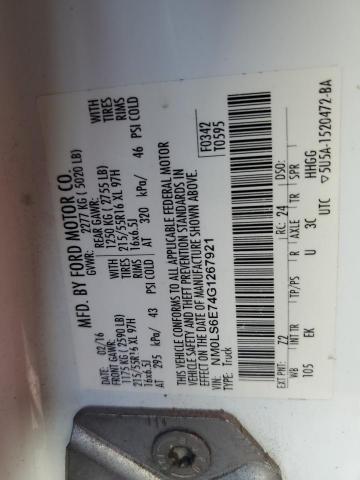 MFD. BY FORD MOTOR CO.
DATE: 02/16 GVWR: 2277 KG ( 5020 LB)
FRONT GAWR: REAR GAWR: WITH
1175 KG ( 2590 LB) 1250 KG ( 2755 LB) TIRES
215/55R16 XL 97H 215/55R16 XL 97H RIMS
16x6.5J 16x6.5J
AT 295 kPa/ 43 AT 320 kPa/ 46 PSI COLD
WITH
TIRES
RIMS
PSI COLD
THIS VEHICLE CONFORMS TO ALL APPLICABLE FEDERAL MOTOR
VEHICLE SAFETY AND THEFT PREVENTION STANDARDS
IN EFFECT ON THE DATE OF MANUFACTURE SHOWN ABOVE.
VIN: NM0LS6E74G1267921
Truck
F0342
T0595
EXT PNT: Z2 RC: 24 DSO:
WB INT TR TP/PS R AXLE TR SPR
105 EK U 3C HHGG
UTC 5U5A-1520472-BA